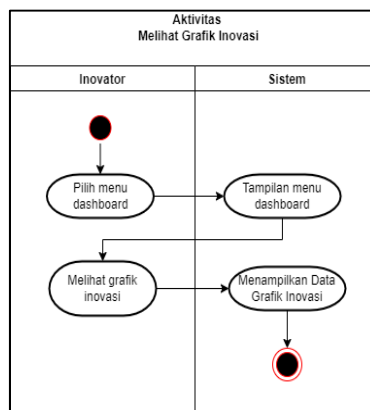 Aktivitas
Melihat Grafik Inovasi
Inovator
Sistem
Pilih menu
dashboard
Tampilan menu
dashboard
Melihat grafik
inovasi
Menampilkan Data
Grafik Inovasi